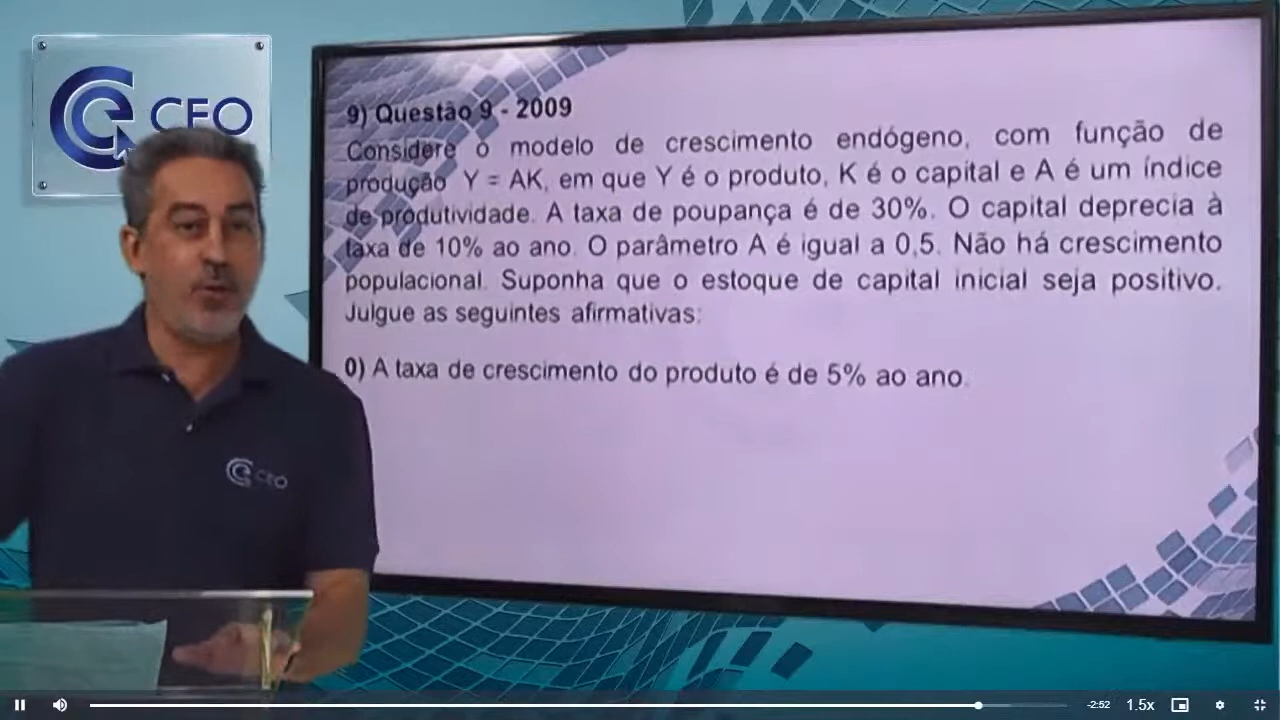 CEO
9) Questão 9 - 2009
Considere o modelo de crescimento endógeno, com função de
produção Y = AK, em que Y é o produto, K é o capital e A é um índice
de produtividade. A taxa de poupança é de 30%. O capital deprecia à
taxa de 10% ao ano. O parâmetro A é igual a 0,5. Não há crescimento
populacional. Suponha que o estoque de capital inicial seja positivo.
Julgue as seguintes afirmativas:
0) A taxa de crescimento do produto é de 5% ao ano.
CEO
-2:52
1.5x